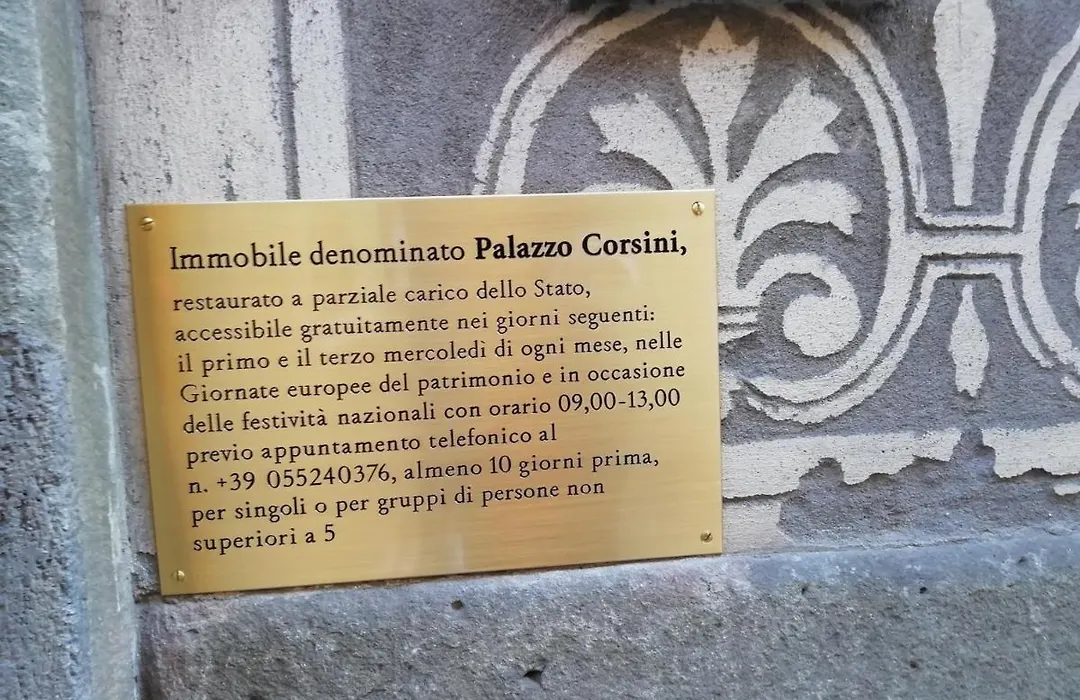 Immobile denominato Palazzo Corsini,
restaurato a parziale carico dello Stato,
accessibile gratuitamente nei giorni seguenti:
il primo e il terzo mercoledì di ogni mese, nelle
Giornate europee del patrimonio e in occasione
delle festività nazionali con orario 09,00-13,00
previo appuntamento telefonico al
n. +39 055240376, almeno 10 giorni prima,
per singoli o per gruppi di persone non
superiori a 5